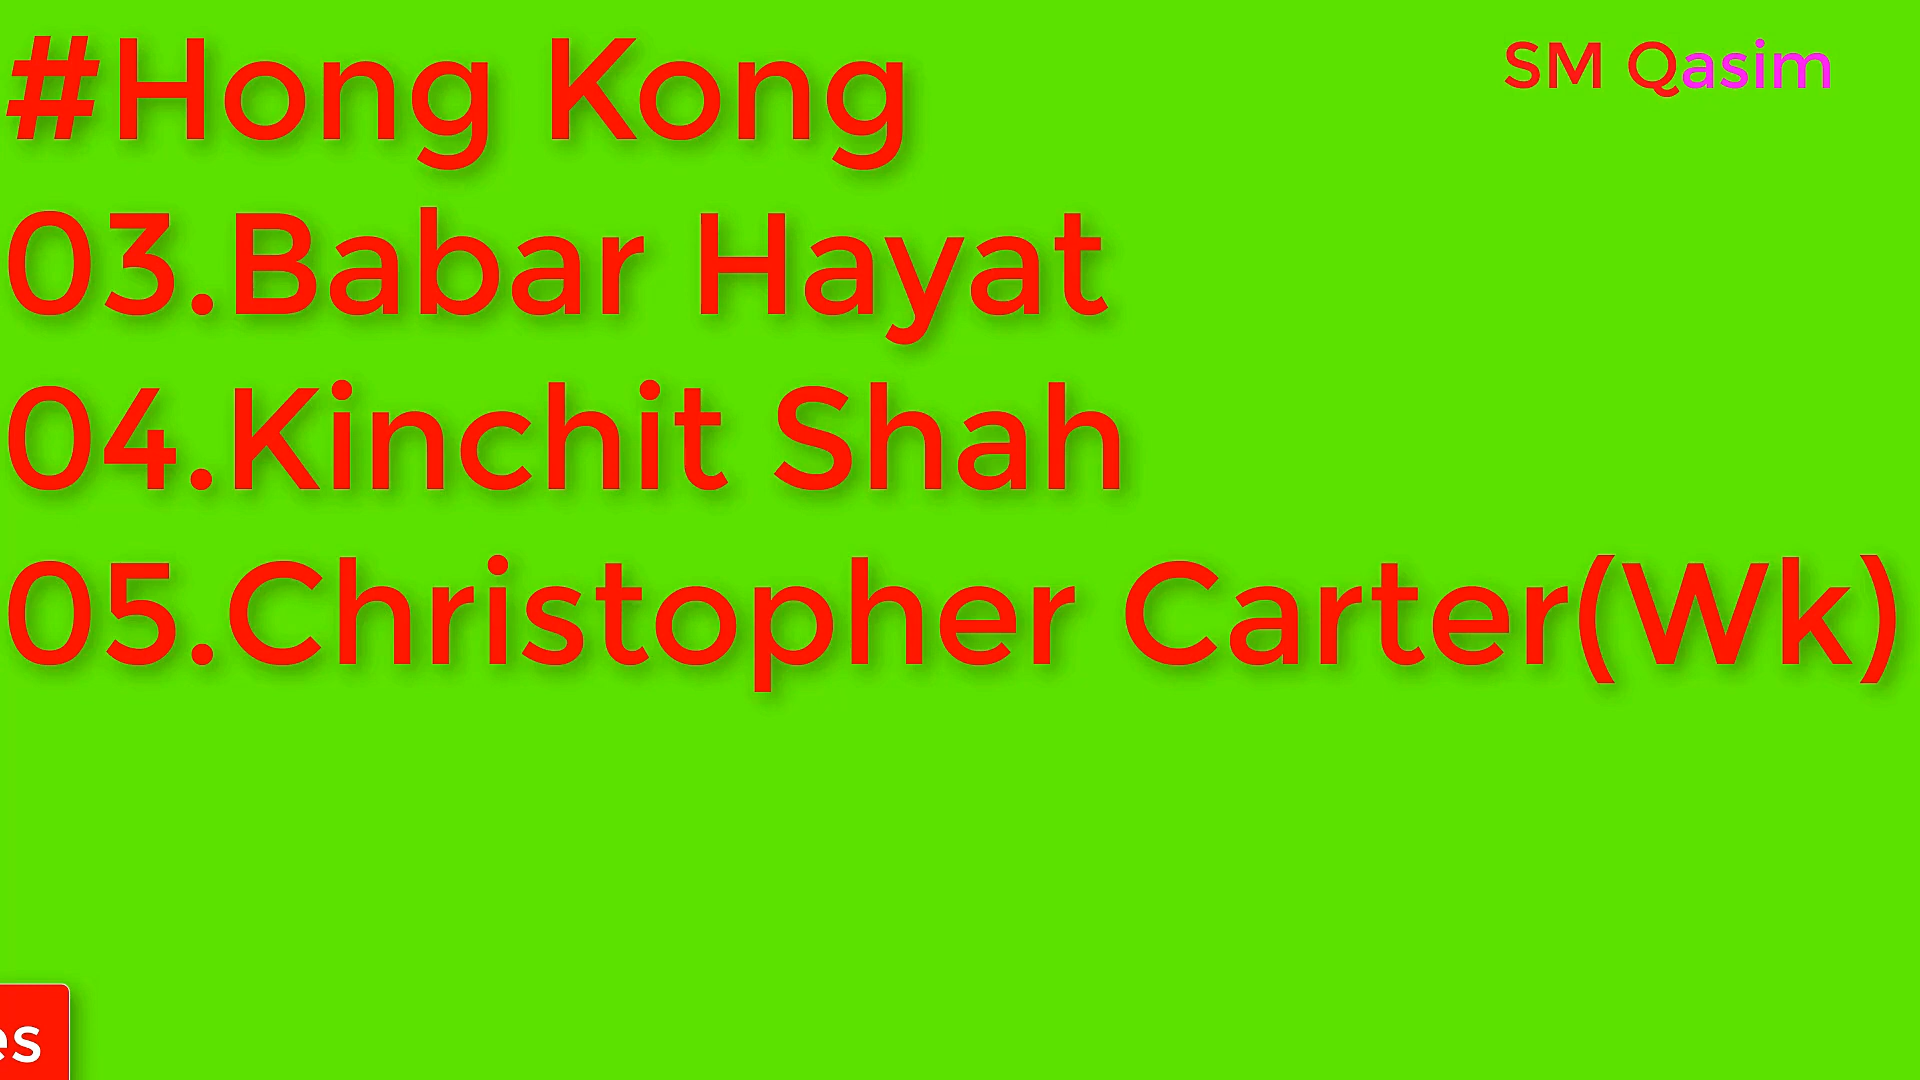 #Hong Kong
SM Qasim
03.Babar Hayat
04.Kinchit Shah
05.Christopher Carter(Wk)